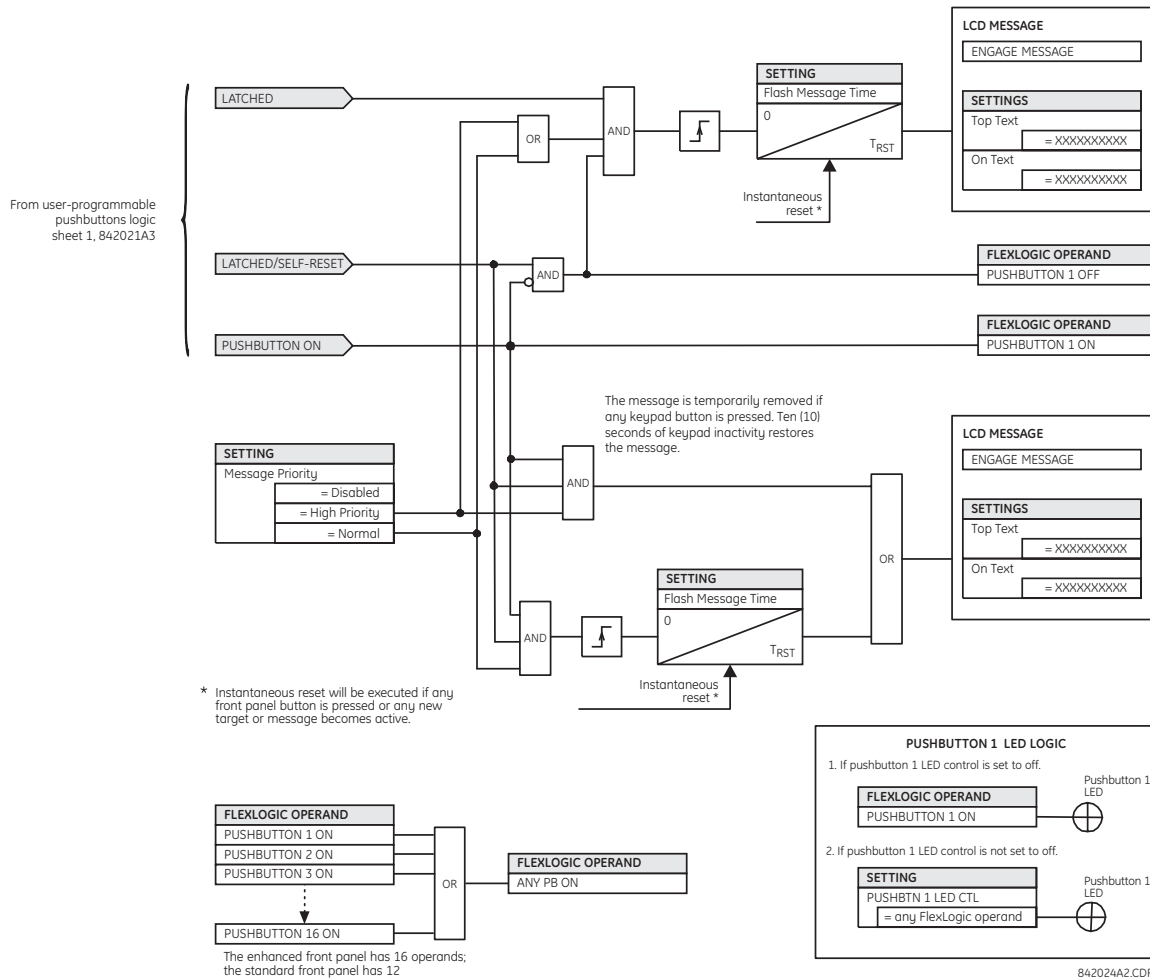 LCD MESSAGE
ENGAGE MESSAGE
SETTINGS
Top Text
= XXXXXXXXXX
On Text
= XXXXXXXXXX
SETTING
Flash Message Time
0
TRST
Instantaneous
reset *
LATCHED
OR
AND
From user-programmable
pushbuttons logic
sheet 1, 842021A3
LATCHED/SELF-RESET
AND
FLEXLOGIC OPERAND
PUSHBUTTON 1 OFF
PUSHBUTTON ON
FLEXLOGIC OPERAND
PUSHBUTTON 1 ON
The message is temporarily removed if
any keypad button is pressed. Ten (10)
seconds of keypad inactivity restores
the message.
SETTING
Message Priority
= Disabled
= High Priority
= Normal
AND
OR
LCD MESSAGE
ENGAGE MESSAGE
SETTINGS
Top Text
= XXXXXXXXXX
On Text
= XXXXXXXXXX
AND
SETTING
Flash Message Time
0
TRST
Instantaneous
reset *
* Instantaneous reset will be executed if any
front panel button is pressed or any new
target or message becomes active.
FLEXLOGIC OPERAND
PUSHBUTTON 1 ON
PUSHBUTTON 2 ON
PUSHBUTTON 3 ON
PUSHBUTTON 16 ON
OR
FLEXLOGIC OPERAND
ANY PB ON
The enhanced front panel has 16 operands;
the standard front panel has 12
PUSHBUTTON 1 LED LOGIC
1. If pushbutton 1 LED control is set to off.
FLEXLOGIC OPERAND
PUSHBUTTON 1 ON
Pushbutton 1
LED
2. If pushbutton 1 LED control is not set to off.
SETTING
PUSHBTN 1 LED CTL
= any FlexLogic operand
Pushbutton 1
LED
842024A2.CDR